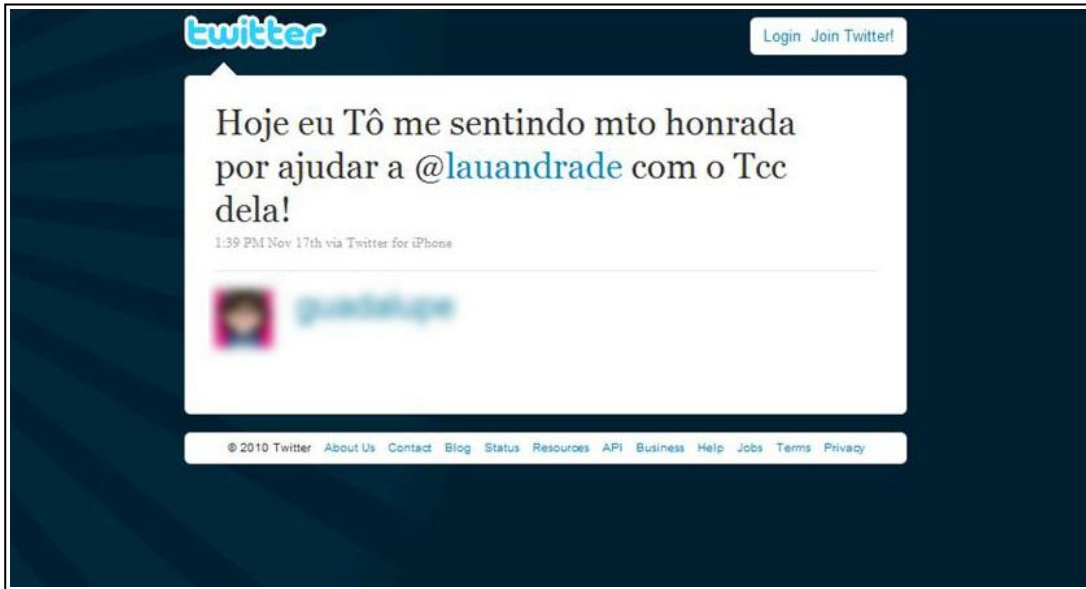 twitter
Login Join Twitter!
Hoje eu Tô me sentindo mto honrada
por ajudar a @lauandrade com o Tcc
dela!
1:39 PM Nov 17th via Twitter for iPhone
© 2010 Twitter About Us Contact Blog Status Resources API Business Help Jobs Terms Privacy